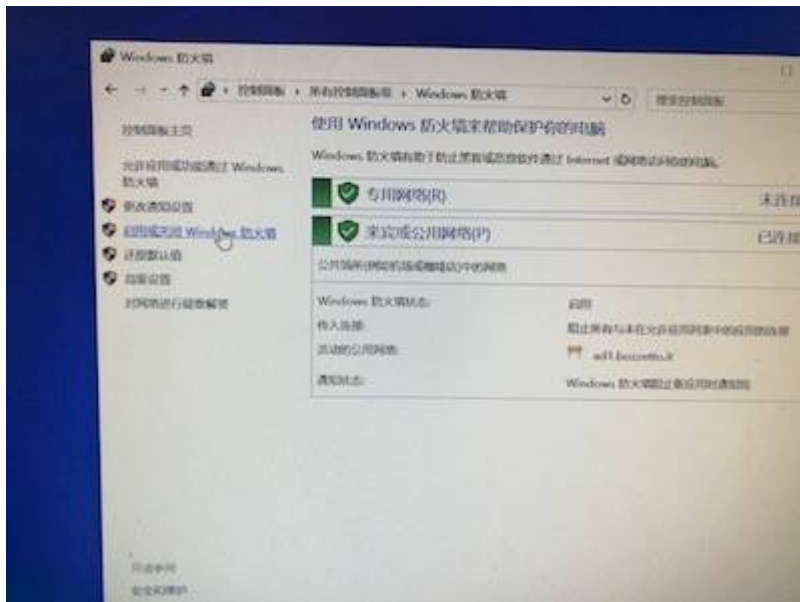 Windows 防火墙
控制面板 › 所有控制面板项 › Windows 防火墙
搜索控制面板
控制面板主页
使用 Windows 防火墙来帮助保护你的电脑
允许应用或功能通过 Windows
防火墙
Windows 防火墙有助于防止黑客或恶意软件通过 Internet 或网络访问你的电脑。
更改通知设置
启用或关闭 Windows 防火墙
还原默认值
高级设置
对网络进行疑难解答
专用网络(R)
未连接
来宾或公用网络(P)
已连接
公共场所(例如机场或咖啡店)中的网络
Windows 防火墙状态:
启用
传入连接:
阻止所有与未在允许应用列表中的应用的连接
活动的公用网络:
ad1.bozzetto.it
通知状态:
Windows 防火墙阻止新应用时通知我
另请参阅
安全和维护